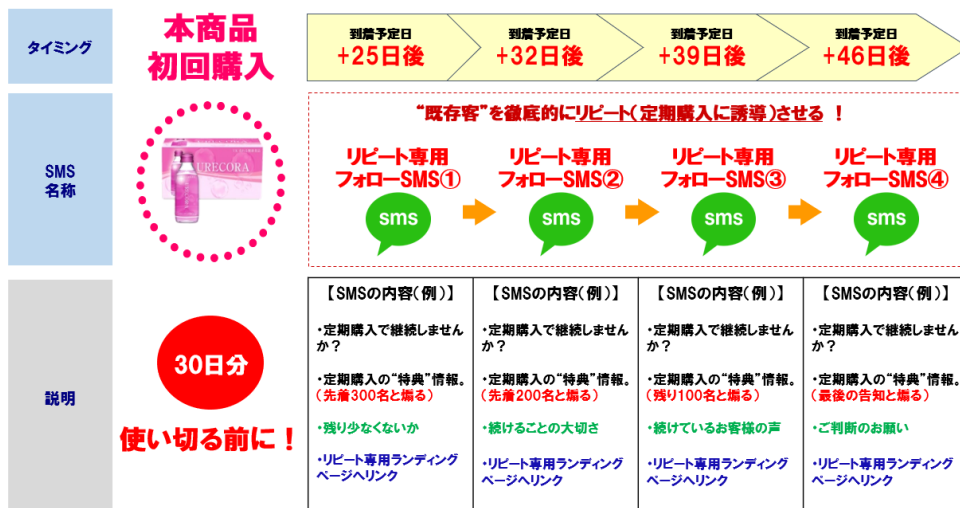 タイミング
本商品
初回購入
到着予定日
+25日後
到着予定日
+32日後
到着予定日
+39日後
到着予定日
+46日後
SMS
名称
URECORA
“既存客”を徹底的にリピート(定期購入に誘導)させる !
リピート専用
フォローSMS①
sms
リピート専用
フォローSMS②
sms
リピート専用
フォローSMS③
sms
リピート専用
フォローSMS④
sms
説明
30日分
使い切る前に!
【SMSの内容(例)】
・定期購入で継続しません
か?
・定期購入の“特典”情報。
(先着300名と煽る)
・残り少なくないか
・リピート専用ランディング
ページへリンク
【SMSの内容(例)】
・定期購入で継続しません
か?
・定期購入の“特典”情報。
(先着200名と煽る)
・続けることの大切さ
・リピート専用ランディング
ページへリンク
【SMSの内容(例)】
・定期購入で継続しません
か?
・定期購入の“特典”情報。
(残り100名と煽る)
・続けているお客様の声
・リピート専用ランディング
ページへリンク
【SMSの内容(例)】
・定期購入で継続しません
か?
・定期購入の“特典”情報。
(最後の告知と煽る)
・ご判断のお願い
・リピート専用ランディング
ページへリンク